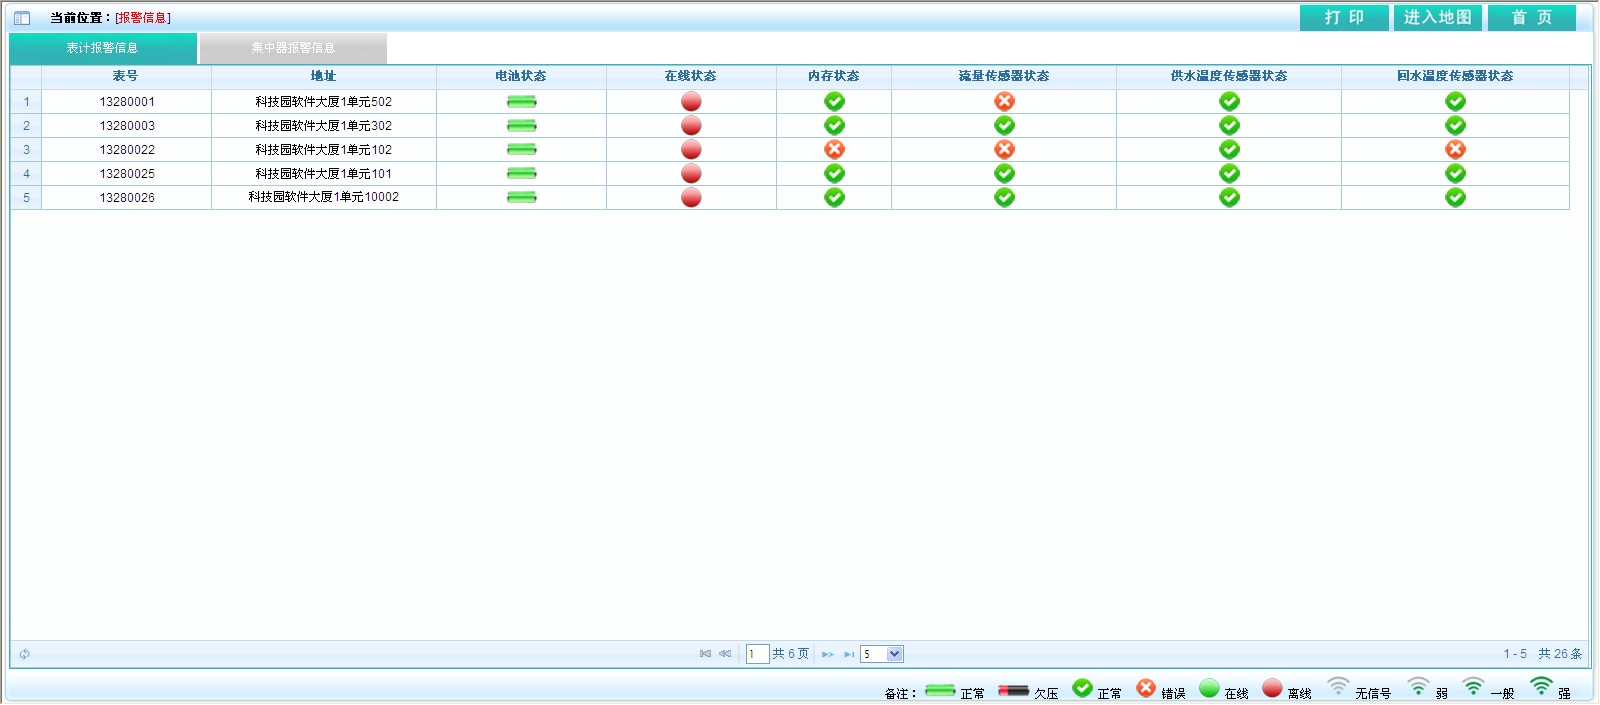 当前位置：[报警信息]
打 印 进入地图 首 页
表计报警信息 集中器报警信息
表号 地址 电池状态 在线状态 内存状态 流量传感器状态 供水温度传感器状态 回水温度传感器状态
1 13280001 科技园软件大厦1单元502
2 13280003 科技园软件大厦1单元302
3 13280022 科技园软件大厦1单元102
4 13280025 科技园软件大厦1单元101
5 13280026 科技园软件大厦1单元10002
1 共 6 页 5 1 - 5 共 26 条
备注： 正常 欠压 正常 错误 在线 离线 无信号 弱 一般 强